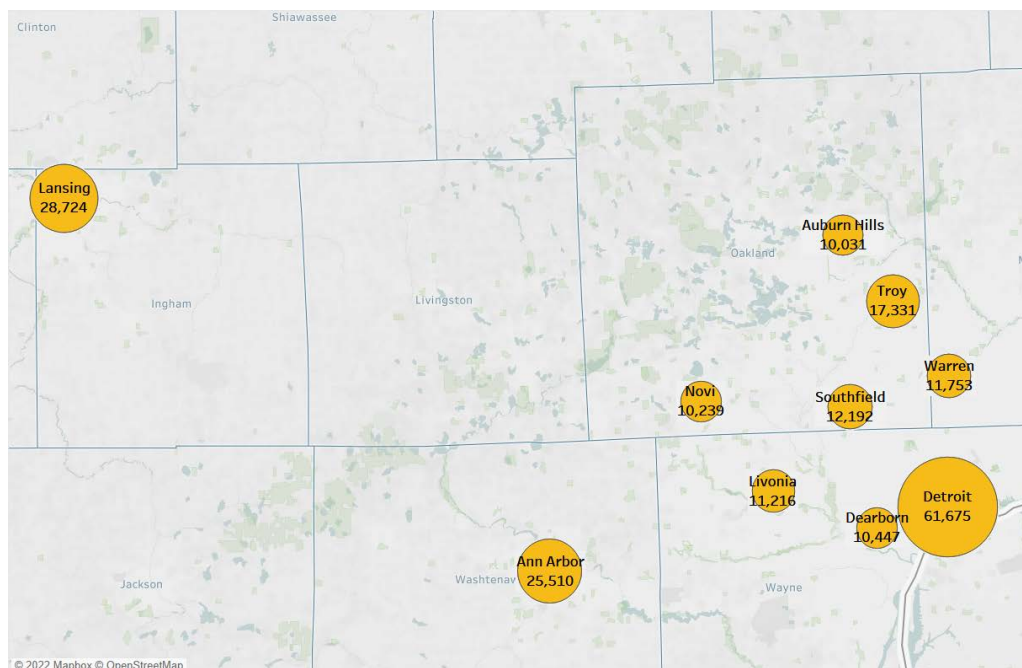 Shiawassee
Clinton
Lansing
28,724
Auburn Hills
10,031
Oakland
Troy
17,331
Ingham
Livingston
Warren
11,753
Novi
10,239
Southfield
12,192
Livonia
11,216
Detroit
61,675
Dearborn
10,447
Ann Arbor
25,510
Jackson
Washtenav
Wayne
© 2022 Mapbox © OpenStreetMap